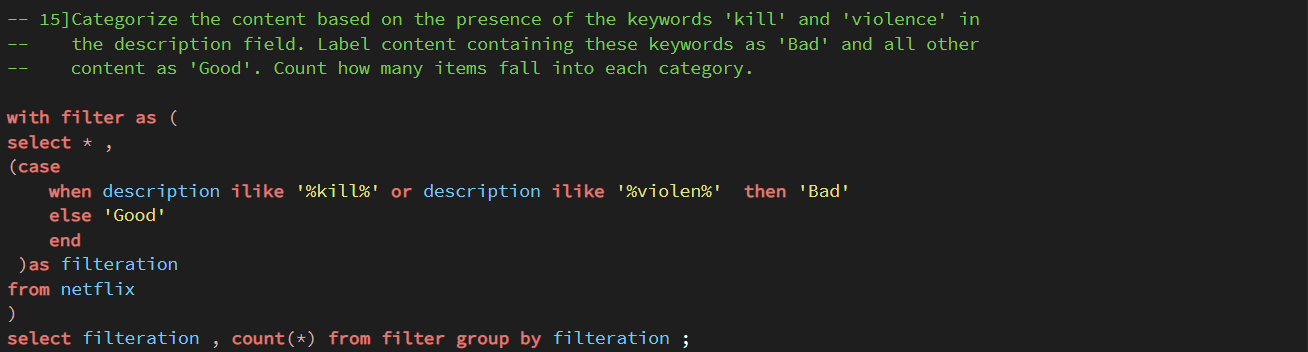 -- 15]Categorize the content based on the presence of the keywords 'kill' and 'violence' in
--    the description field. Label content containing these keywords as 'Bad' and all other
--    content as 'Good'. Count how many items fall into each category.

with filter as (
select * ,
(case
    when description ilike '%kill%' or description ilike '%violen%'  then 'Bad'
    else 'Good'
    end
 )as filteration
from netflix
)
select filteration , count(*) from filter group by filteration ;